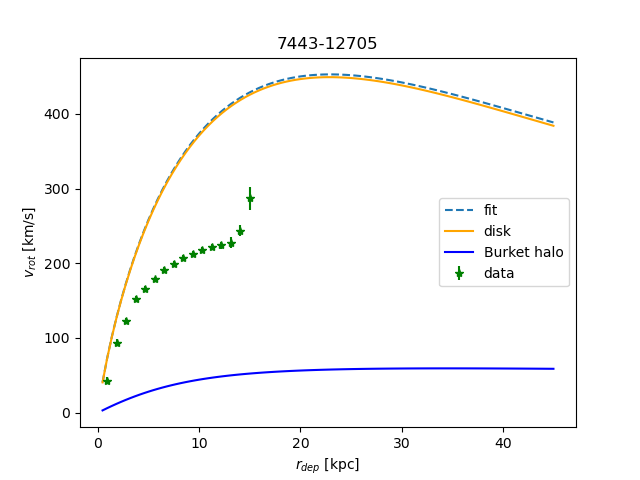 7443-12705
400
300
200
100
0
v_rot [km/s]
fit
disk
Burket halo
data
0 10 20 30 40
r_dep [kpc]